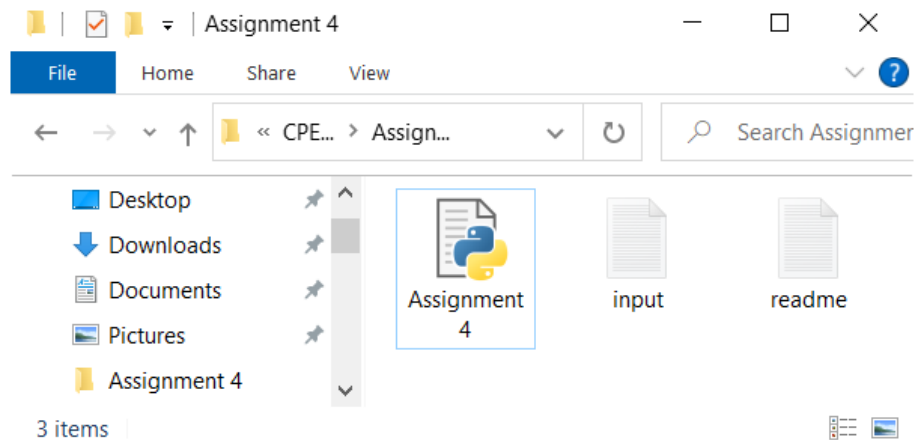 Assignment 4
File Home Share View
?
« CPE... > Assign... Search Assignmer
Desktop
Downloads
Documents
Pictures
Assignment 4
Assignment
4
input
readme
3 items